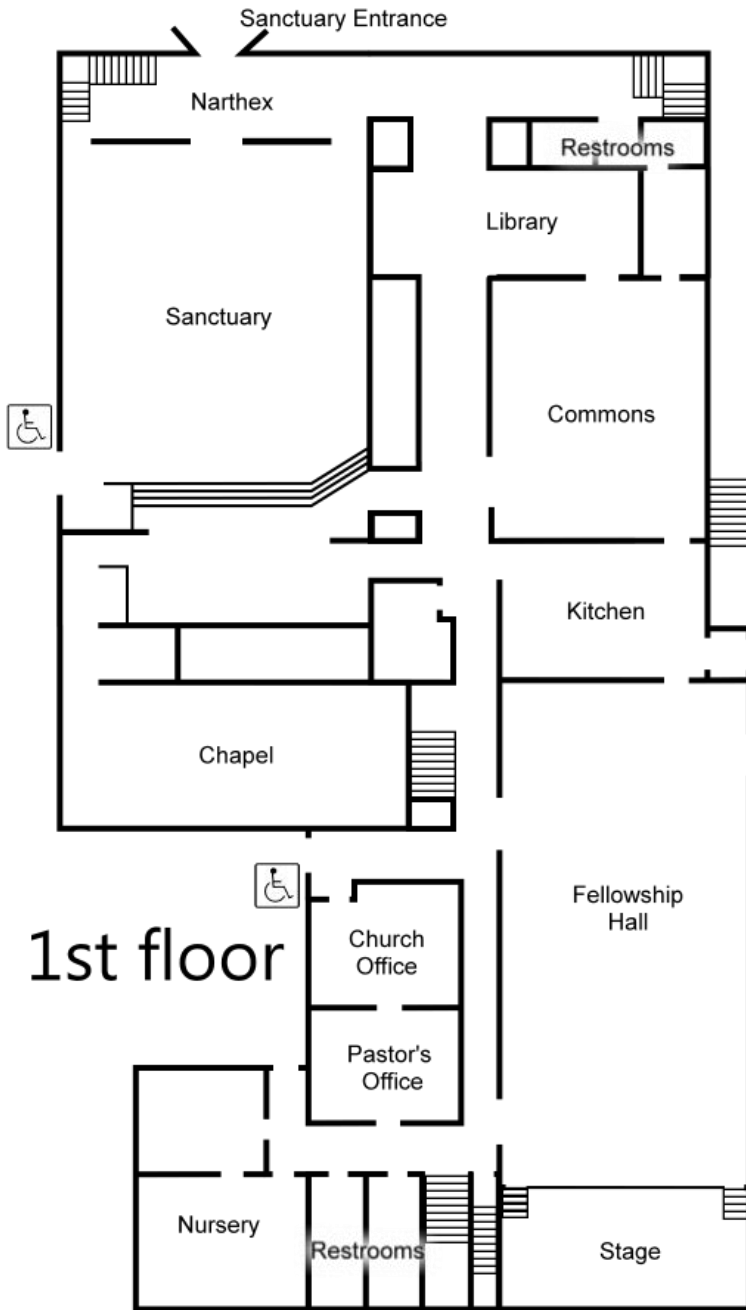 Sanctuary Entrance
Narthex
Restrooms
Library
Sanctuary
Commons
Kitchen
Chapel
Fellowship
Hall
1st floor
Church
Office
Pastor's
Office
Nursery
Restrooms
Stage